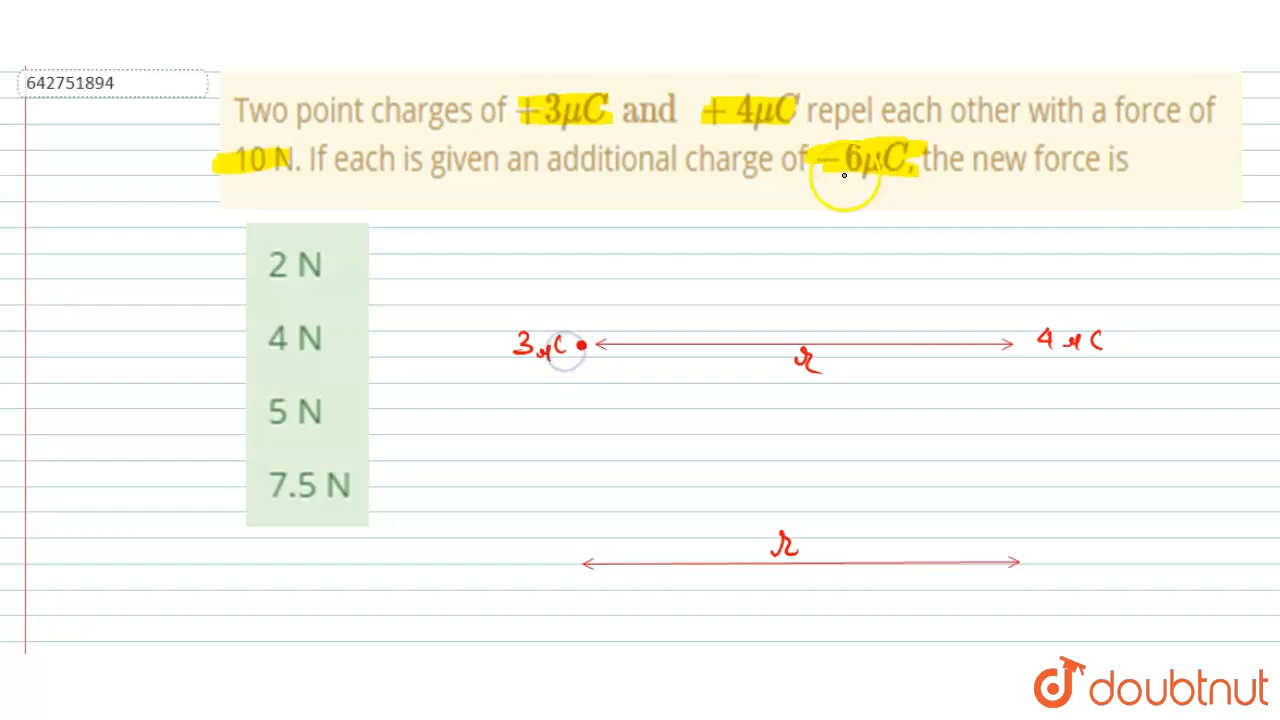 642751894
Two point charges of +3μC and +4μC repel each other with a force of
10 N. If each is given an additional charge of −6μC, the new force is
2 N
4 N
5 N
7.5 N
3μC
r
4μC
r
doubtnut